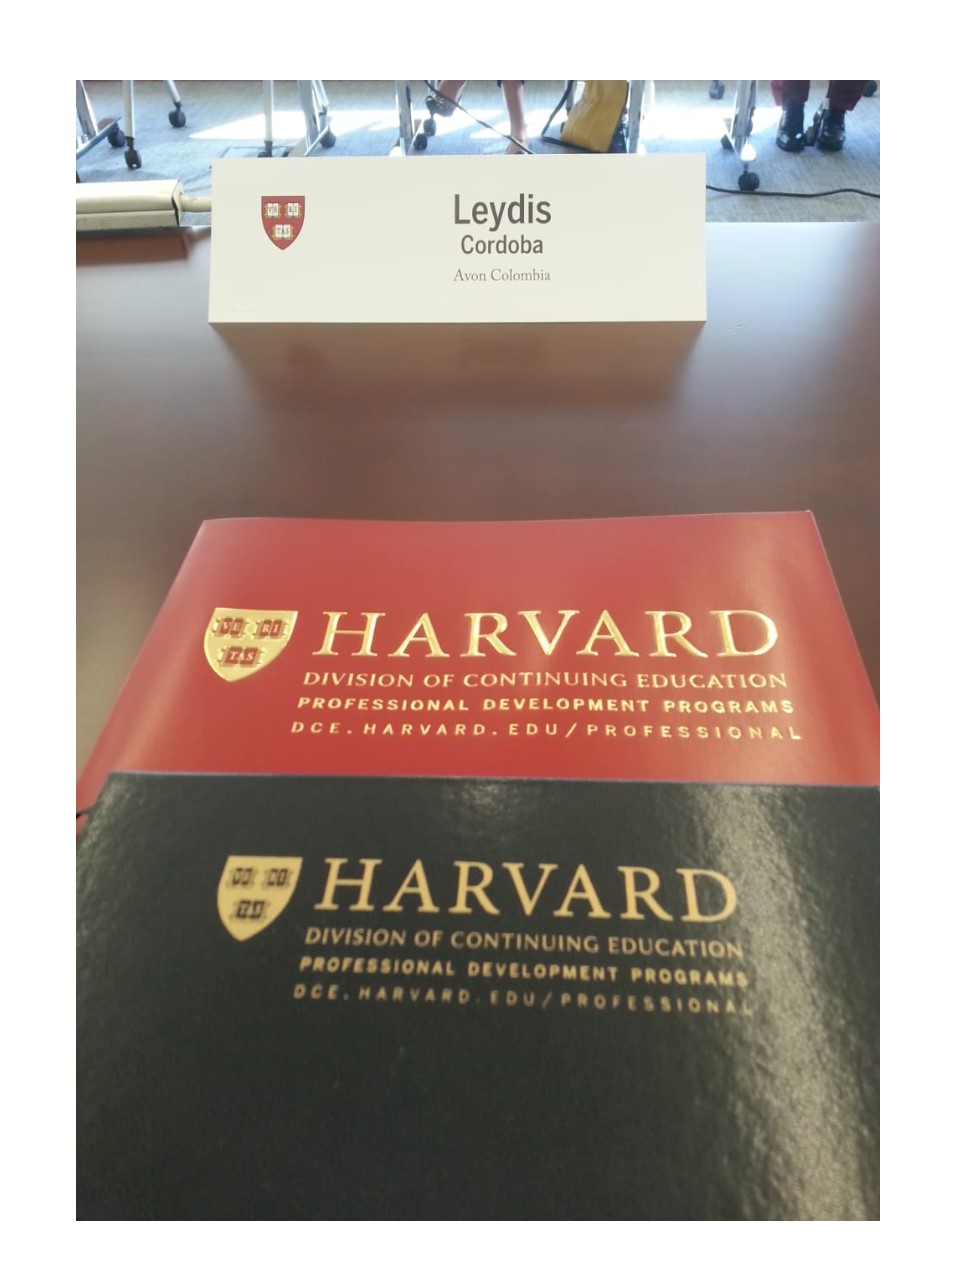 VE RI
TAS
Leydis
Cordoba
Avon Colombia
VE RI
TAS
HARVARD
DIVISION OF CONTINUING EDUCATION
PROFESSIONAL DEVELOPMENT PROGRAMS
DCE.HARVARD.EDU/PROFESSIONAL
VE RI
TAS
HARVARD
DIVISION OF CONTINUING EDUCATION
PROFESSIONAL DEVELOPMENT PROGRAMS
DCE.HARVARD.EDU/PROFESSIONAL